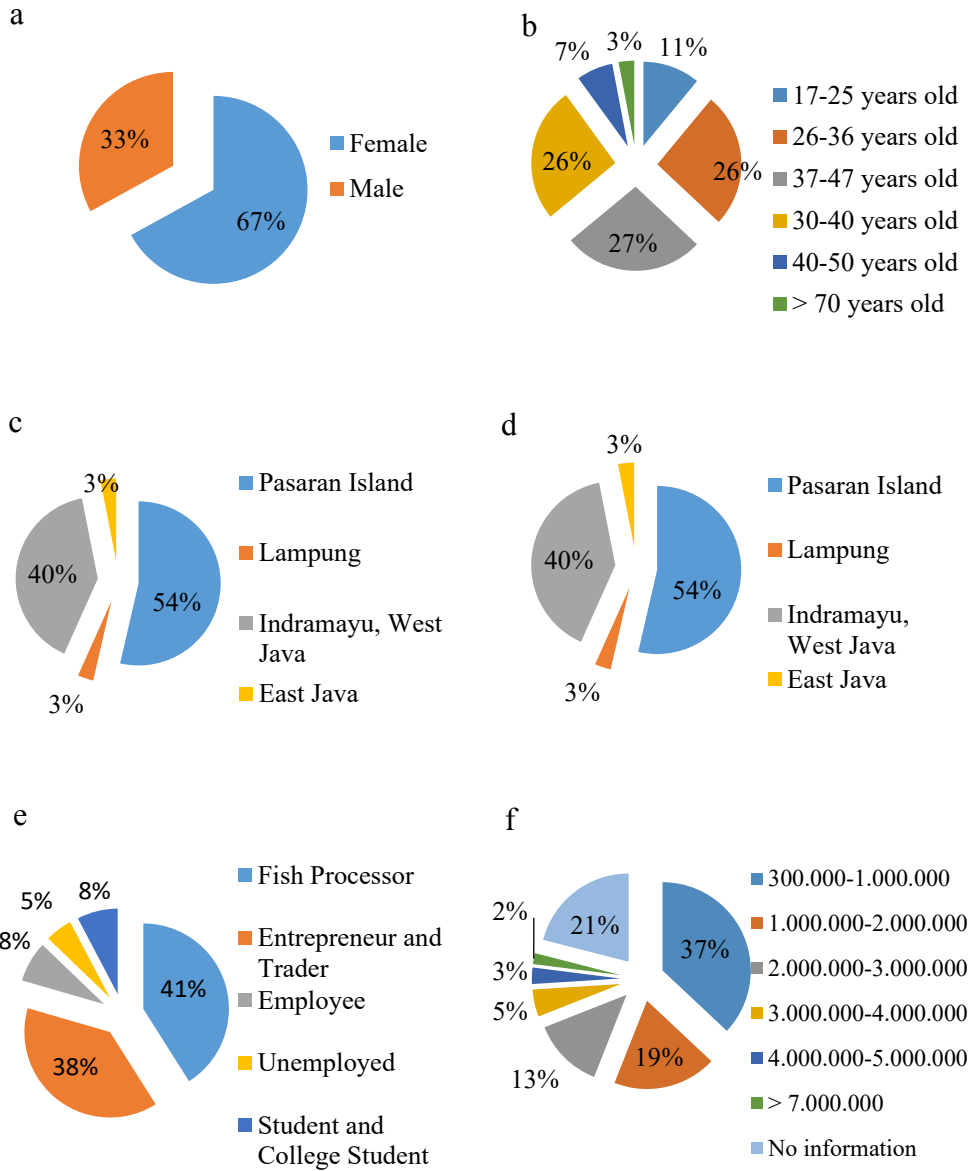 a
33%
67%
Female
Male
b
7%
3%
11%
26%
26%
27%
17-25 years old
26-36 years old
37-47 years old
30-40 years old
40-50 years old
> 70 years old
c
3%
40%
54%
3%
Pasaran Island
Lampung
Indramayu, West
Java
East Java
d
3%
40%
54%
3%
Pasaran Island
Lampung
Indramayu,
West Java
East Java
e
8%
5%
8%
41%
38%
Fish Processor
Entrepreneur and
Trader
Employee
Unemployed
Student and
College Student
f
21%
2%
37%
3%
5%
19%
13%
300.000-1.000.000
1.000.000-2.000.000
2.000.000-3.000.000
3.000.000-4.000.000
4.000.000-5.000.000
> 7.000.000
No information